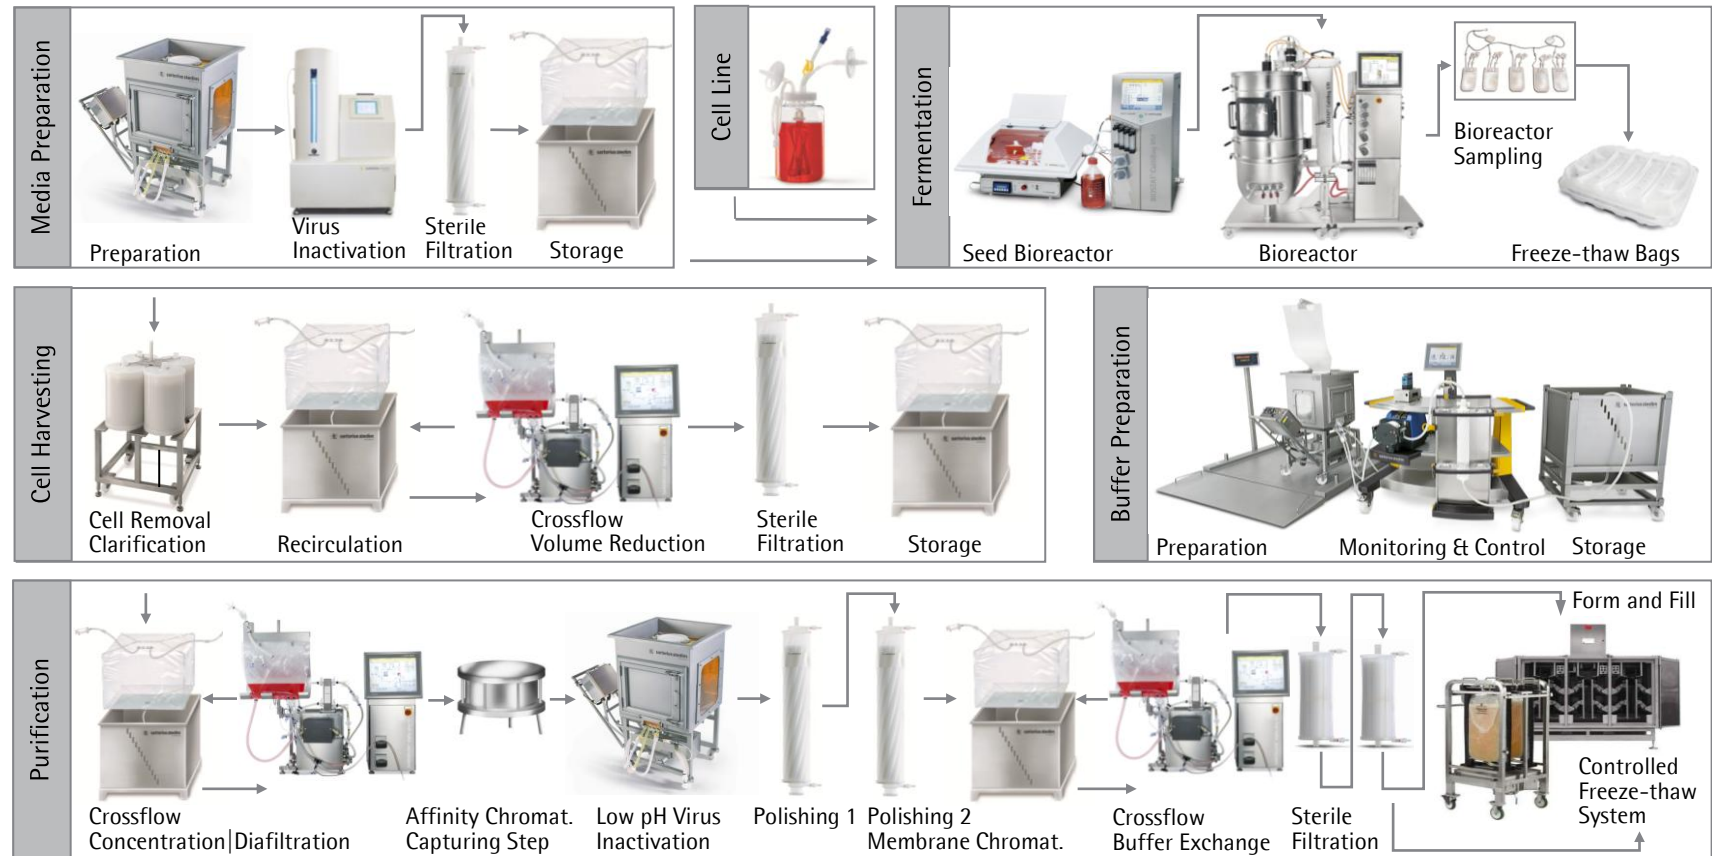 Media Preparation
Preparation
Virus
Inactivation
Sterile
Filtration
Storage
Cell Line
Fermentation
Seed Bioreactor
Bioreactor
Bioreactor
Sampling
Freeze-thaw Bags
Cell Harvesting
Cell Removal
Clarification
Recirculation
Crossflow
Volume Reduction
Sterile
Filtration
Storage
Buffer Preparation
Preparation
Monitoring & Control
Storage
Purification
Crossflow
Concentration|Diafiltration
Affinity Chromat.
Capturing Step
Low pH Virus
Inactivation
Polishing 1
Polishing 2
Membrane Chromat.
Crossflow
Buffer Exchange
Sterile
Filtration
Form and Fill
Controlled
Freeze-thaw
System